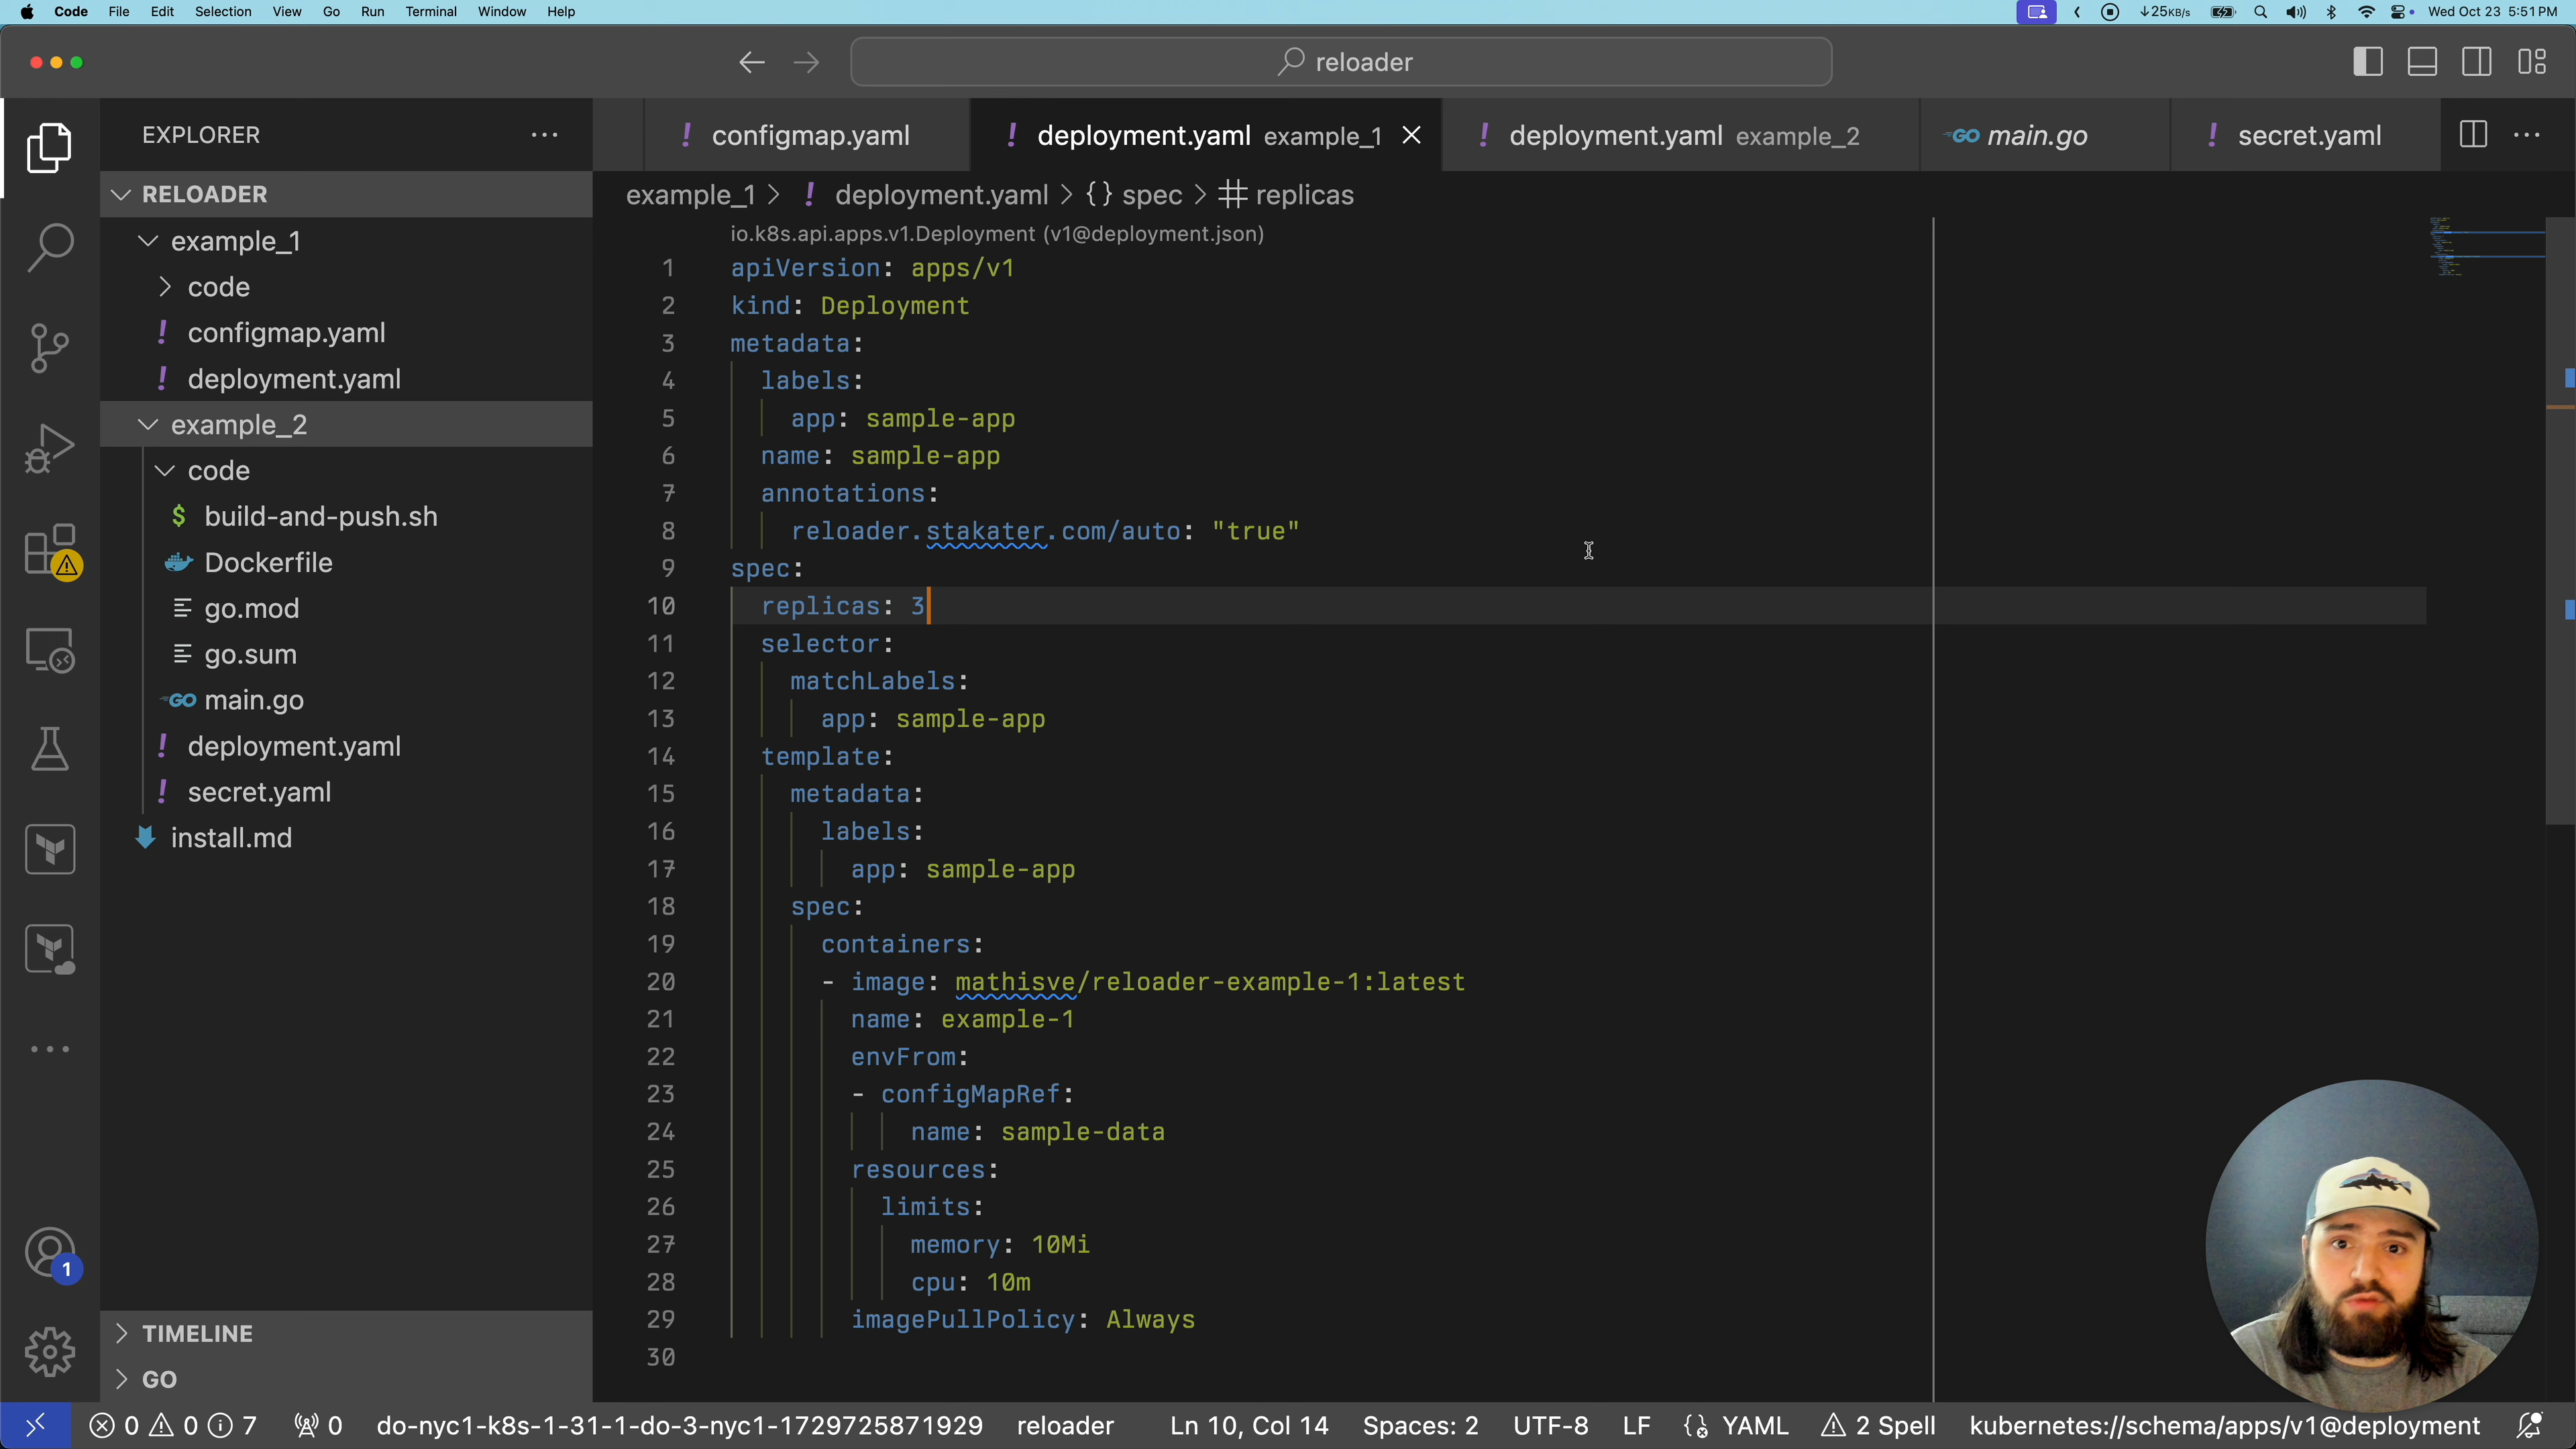 Code File Edit Selection View Go Run Terminal Window Help
↓25KB/s Wed Oct 23 5:51 PM
reloader
EXPLORER
RELOADER
example_1
code
configmap.yaml
deployment.yaml
example_2
code
build-and-push.sh
Dockerfile
go.mod
go.sum
main.go
deployment.yaml
secret.yaml
install.md
TIMELINE
GO
1
configmap.yaml deployment.yaml example_1 deployment.yaml example_2 main.go secret.yaml
example_1 > deployment.yaml > {} spec > replicas
io.k8s.api.apps.v1.Deployment (v1@deployment.json)
1 apiVersion: apps/v1
2 kind: Deployment
3 metadata:
4 labels:
5 app: sample-app
6 name: sample-app
7 annotations:
8 reloader.stakater.com/auto: "true"
9 spec:
10 replicas: 3
11 selector:
12 matchLabels:
13 app: sample-app
14 template:
15 metadata:
16 labels:
17 app: sample-app
18 spec:
19 containers:
20 - image: mathisve/reloader-example-1:latest
21 name: example-1
22 envFrom:
23 - configMapRef:
24 name: sample-data
25 resources:
26 limits:
27 memory: 10Mi
28 cpu: 10m
29 imagePullPolicy: Always
30
0 0 7 0 do-nyc1-k8s-1-31-1-do-3-nyc1-1729725871929 reloader Ln 10, Col 14 Spaces: 2 UTF-8 LF YAML 2 Spell kubernetes://schema/apps/v1@deployment